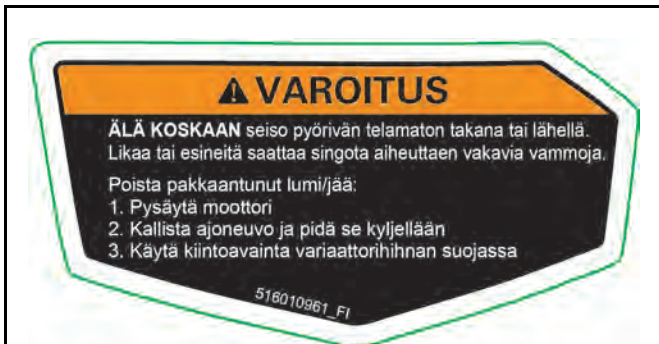 ⚠ VAROITUS
ÄLÄ KOSKAAN seiso pyörivän telamaton takana tai lähellä.
Likaa tai esineitä saattaa singota aiheuttaen vakavia vammoja.
Poista pakkaantunut lumi/jää:
1. Pysäytä moottori
2. Kallista ajoneuvo ja pidä se kyljellään
3. Käytä kiintoavainta variaattorihihnan suojassa
516010961_FI